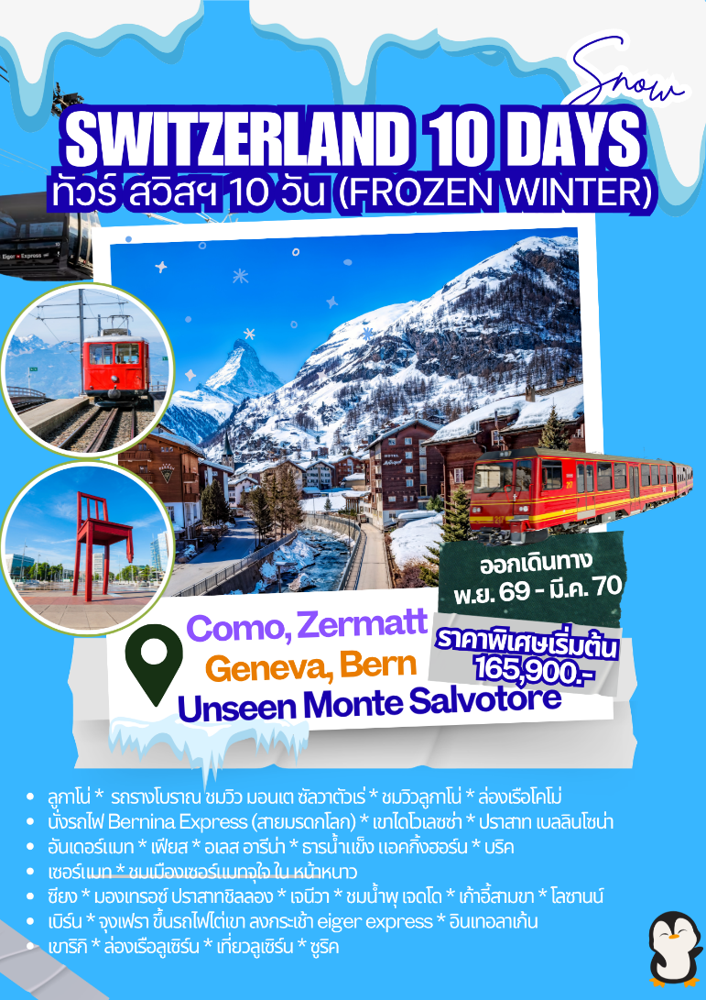 Snow
SWITZERLAND 10 DAYS
ทัวร์ สวิสฯ 10 วัน (FROZEN WINTER)
Eiger Express
HOTEL
217
217
ออกเดินทาง
พ.ย. 69 - มี.ค. 70
Como, Zermatt
ราคาพิเศษเริ่มต้น
165,900.-
Geneva, Bern
Unseen Monte Salvotore
• ลูกาโน่ * รถรางโบราณ ชมวิว มอนเต ซัลวาตัวเร่ * ชมวิวลูกาโน่ * ล่องเรือโคโม่
• นั่งรถไฟ Bernina Express (สายมรดกโลก) * เขาไดโวเลซซ่า * ปราสาท เบลลินโซน่า
• อันเดอร์แมท * เฟียส * อเลส อารีน่า * ธารน้ำแข็ง แอคกิ้งฮอร์น * บริค
• เซอร์แมท * ชมเมืองเซอร์แมทจุใจ ใน หน้าหนาว
• ซียง * มองเทรอซ์ ปราสาทชิลลอง * เจนีวา * ชมน้ำพุ เจดโด * เก้าอี้สามขา * โลซานน์
• เบิร์น * จุงเฟรา ขึ้นรถไฟไต่เขา ลงกระเช้า eiger express * อินเทอลาเก้น
• เขาริกิ * ล่องเรือลูเซิร์น * เที่ยวลูเซิร์น * ซูริค